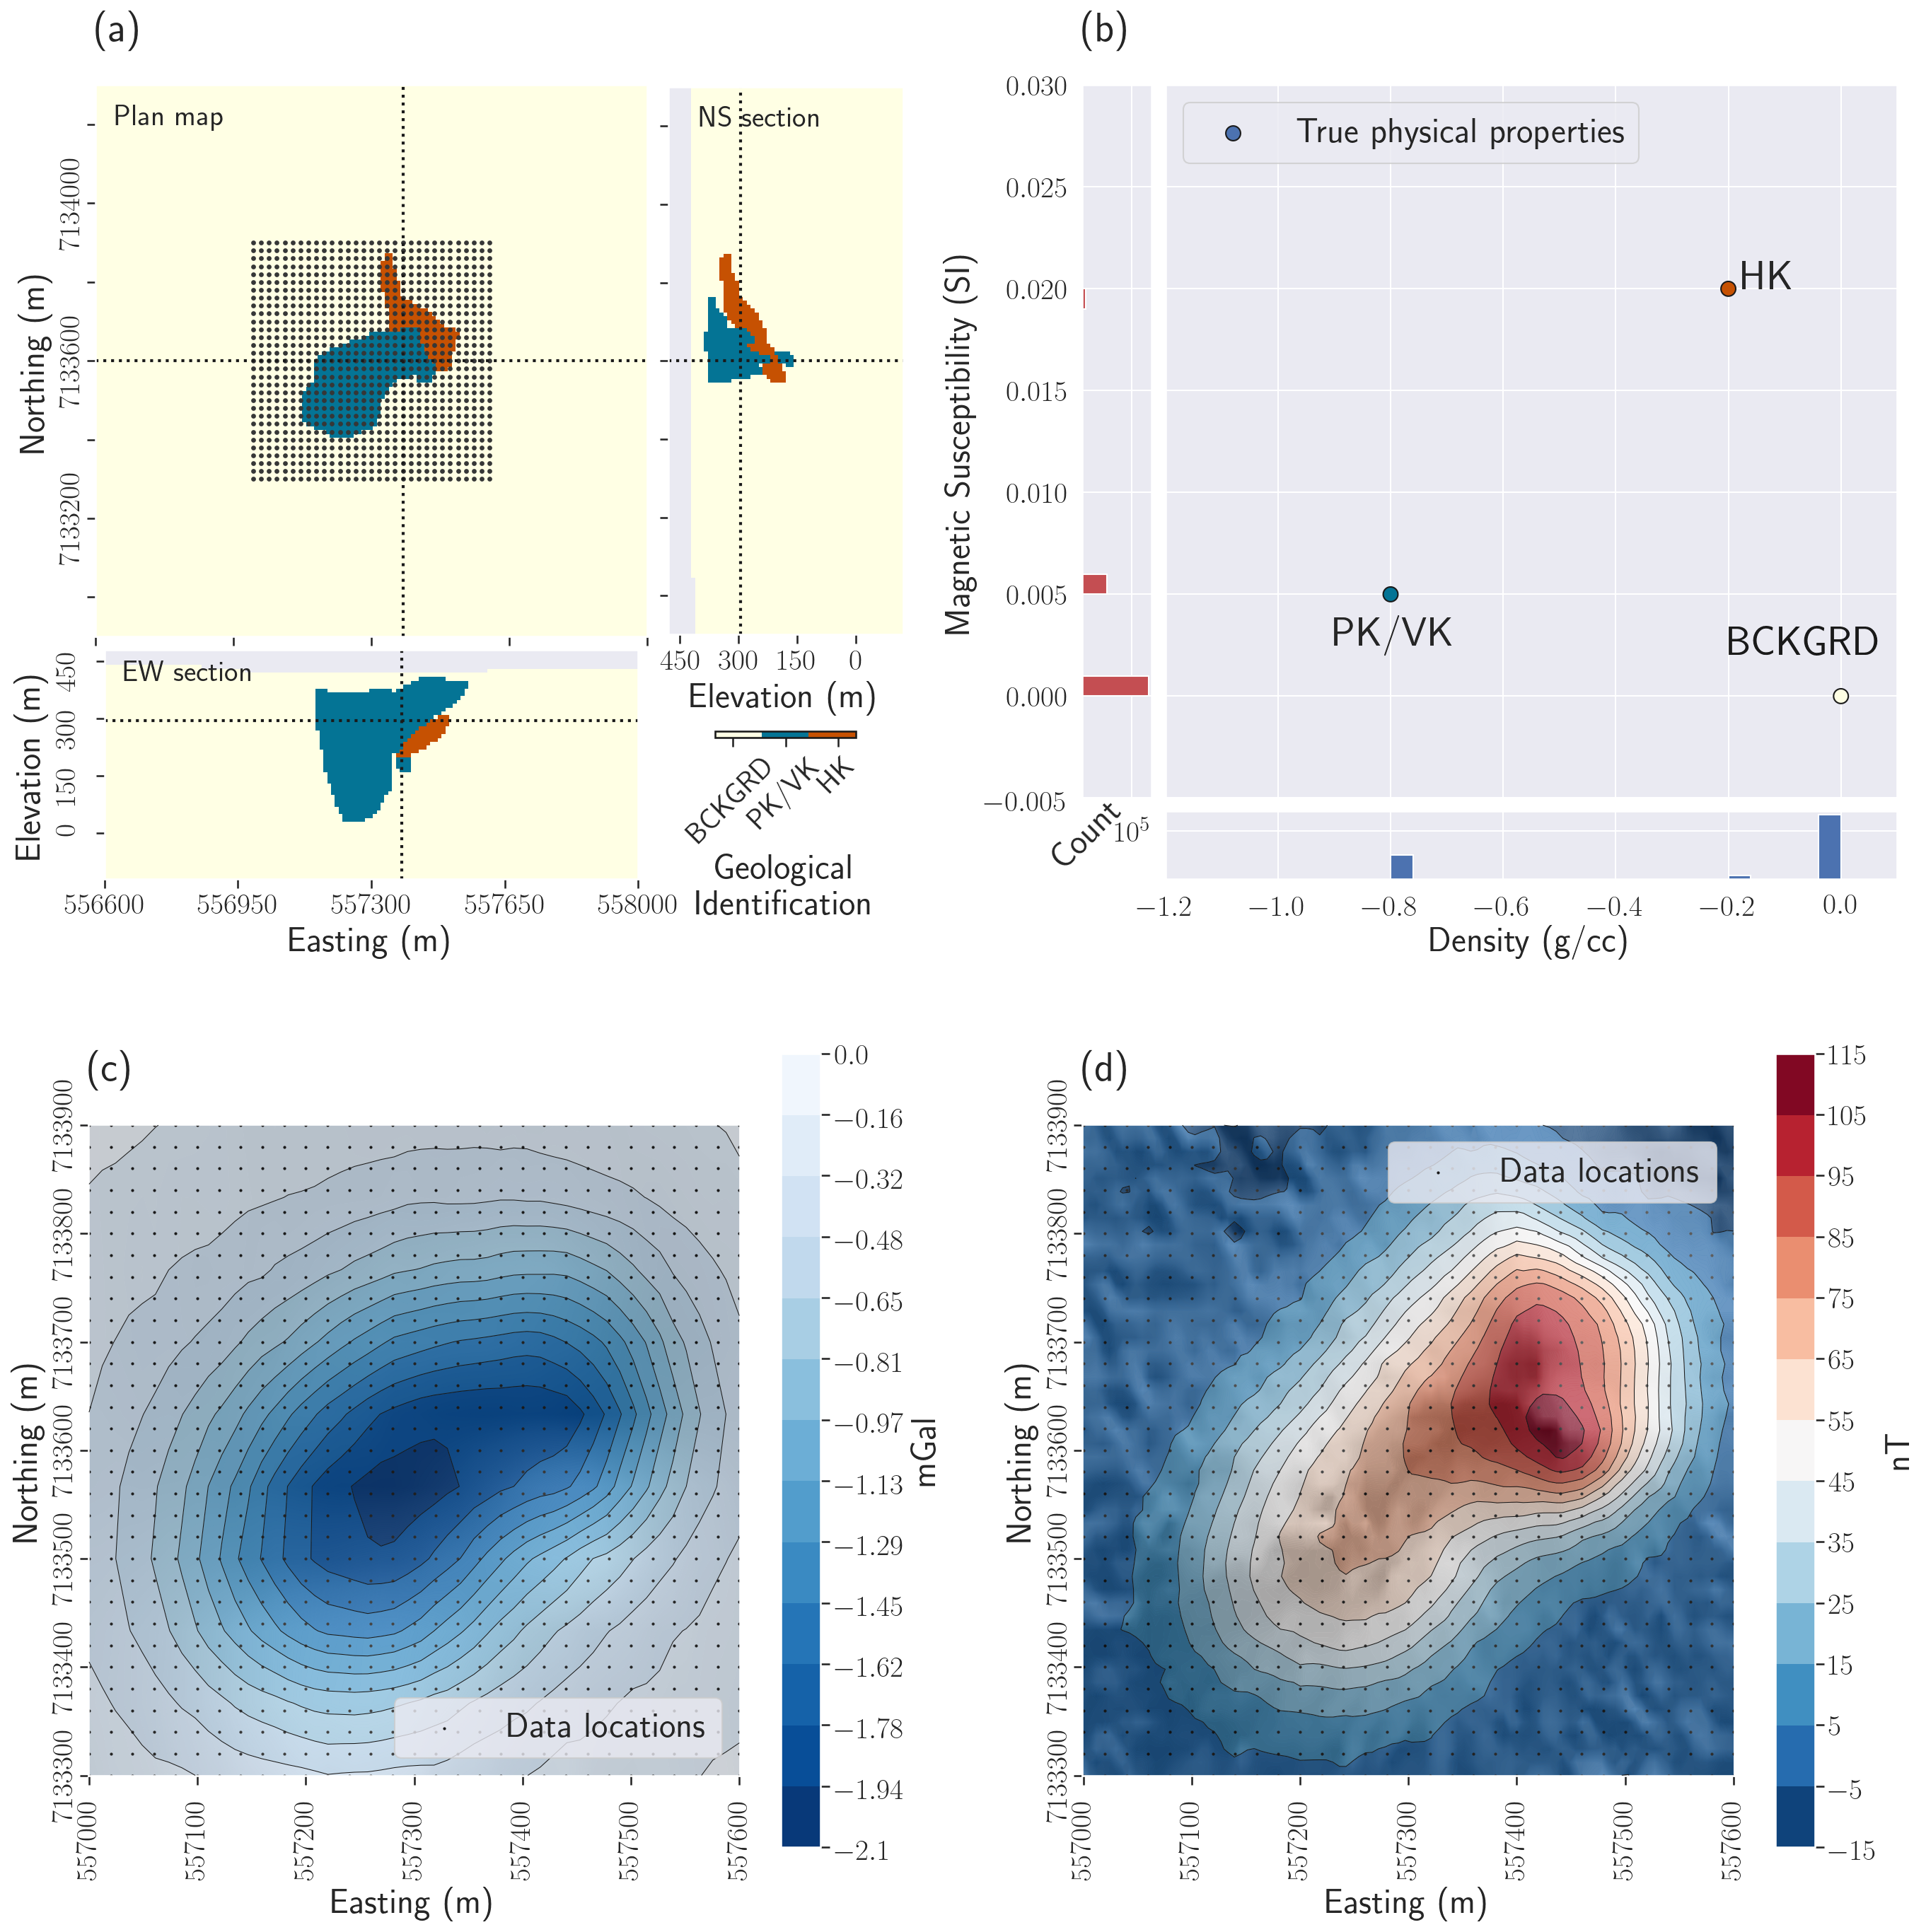 (a)
Plan map
NS section
7134000
7133600
7133200
Northing (m)
EW section
450
300
150
0
Elevation (m)
556600
556950
557300
557650
558000
Easting (m)
450
300
150
0
Elevation (m)
BCKGRD
PK/VK
HK
Geological
Identification
(b)
True physical properties
0.030
0.025
0.020
0.015
0.010
0.005
0.000
−0.005
Magnetic Susceptibility (SI)
HK
PK/VK
BCKGRD
Count
10⁵
−1.2
−1.0
−0.8
−0.6
−0.4
−0.2
0.0
Density (g/cc)
(c)
7133900
7133800
7133700
7133600
7133500
7133400
7133300
Northing (m)
Data locations
557000
557100
557200
557300
557400
557500
557600
Easting (m)
0.0
−0.16
−0.32
−0.48
−0.65
−0.81
−0.97
−1.13
−1.29
−1.45
−1.62
−1.78
−1.94
−2.1
mGal
(d)
7133900
7133800
7133700
7133600
7133500
7133400
7133300
Northing (m)
Data locations
557000
557100
557200
557300
557400
557500
557600
Easting (m)
115
105
95
85
75
65
55
45
35
25
15
5
−5
−15
nT